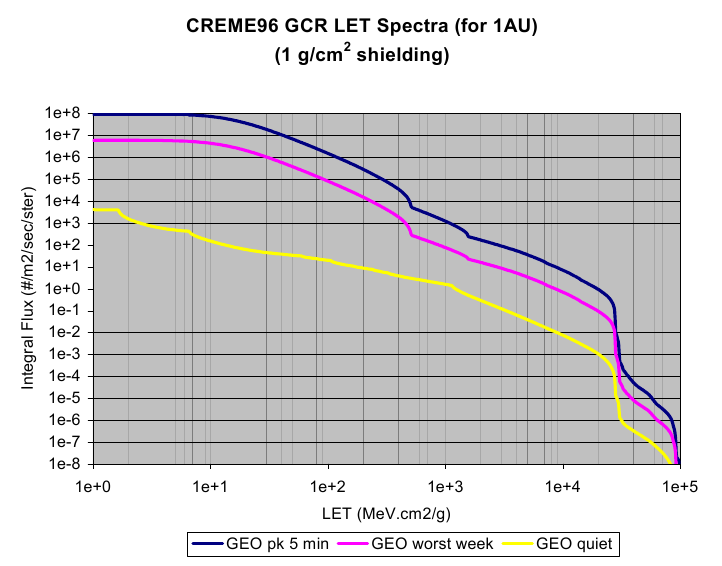 CREME96 GCR LET Spectra (for 1AU)
(1 g/cm² shielding)
Integral Flux (#/m2/sec/ster)
1e+8
1e+7
1e+6
1e+5
1e+4
1e+3
1e+2
1e+1
1e+0
1e-1
1e-2
1e-3
1e-4
1e-5
1e-6
1e-7
1e-8
1e+0 1e+1 1e+2 1e+3 1e+4 1e+5
LET (MeV.cm2/g)
GEO pk 5 min GEO worst week GEO quiet